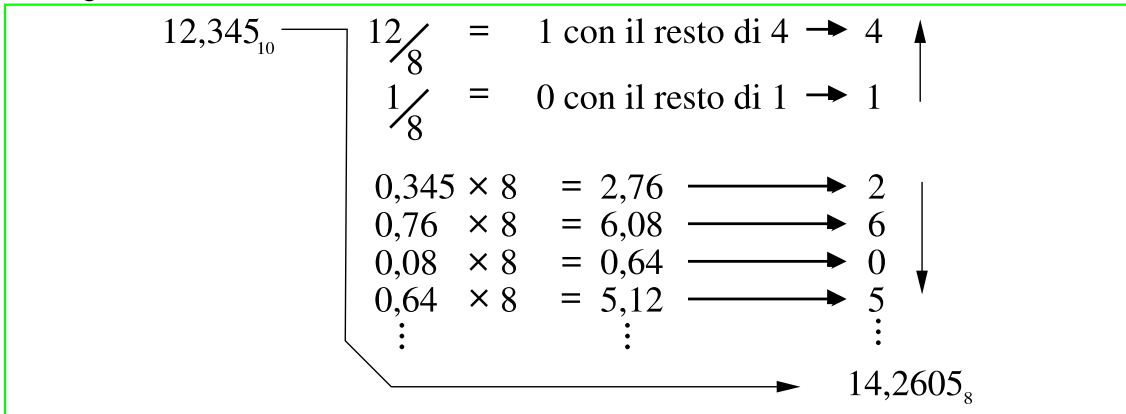 12,345₁₀ 12/8 = 1 con il resto di 4 → 4
1/8 = 0 con il resto di 1 → 1
0,345 × 8 = 2,76 → 2
0,76 × 8 = 6,08 → 6
0,08 × 8 = 0,64 → 0
0,64 × 8 = 5,12 → 5
⋮ ⋮ ⋮
14,2605₈